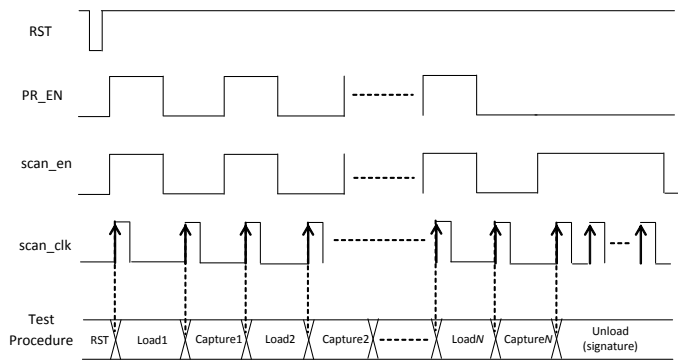 RST
PR_EN
scan_en
scan_clk
Test
Procedure
RST
Load1
Capture1
Load2
Capture2
LoadN
CaptureN
Unload
(signature)